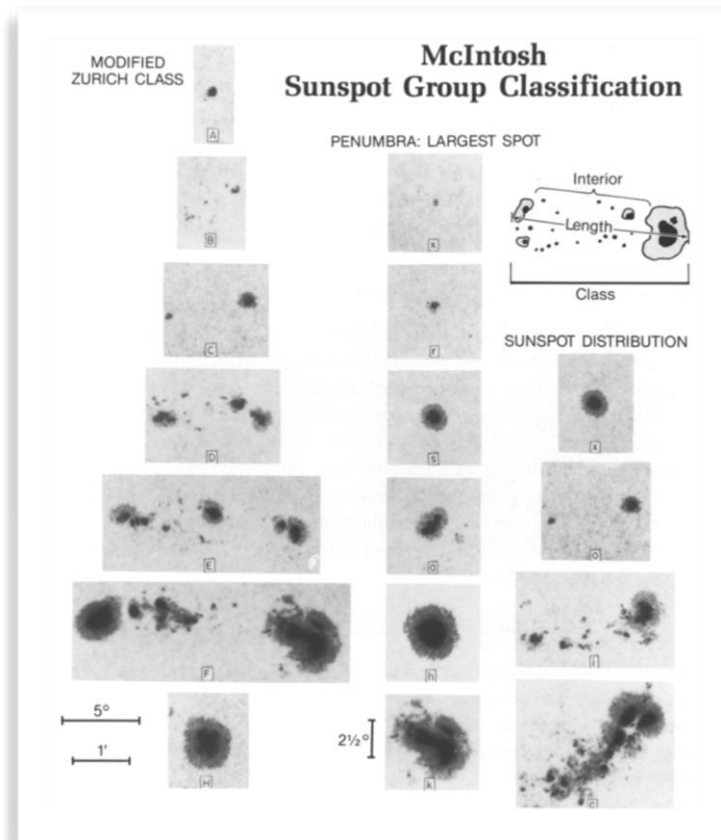 McIntosh
Sunspot Group Classification
MODIFIED
ZURICH CLASS
A
B
C
D
E
F
H
5°
1'
PENUMBRA: LARGEST SPOT
x
r
s
a
h
k
2½°
Interior
Length
Class
SUNSPOT DISTRIBUTION
x
o
i
c